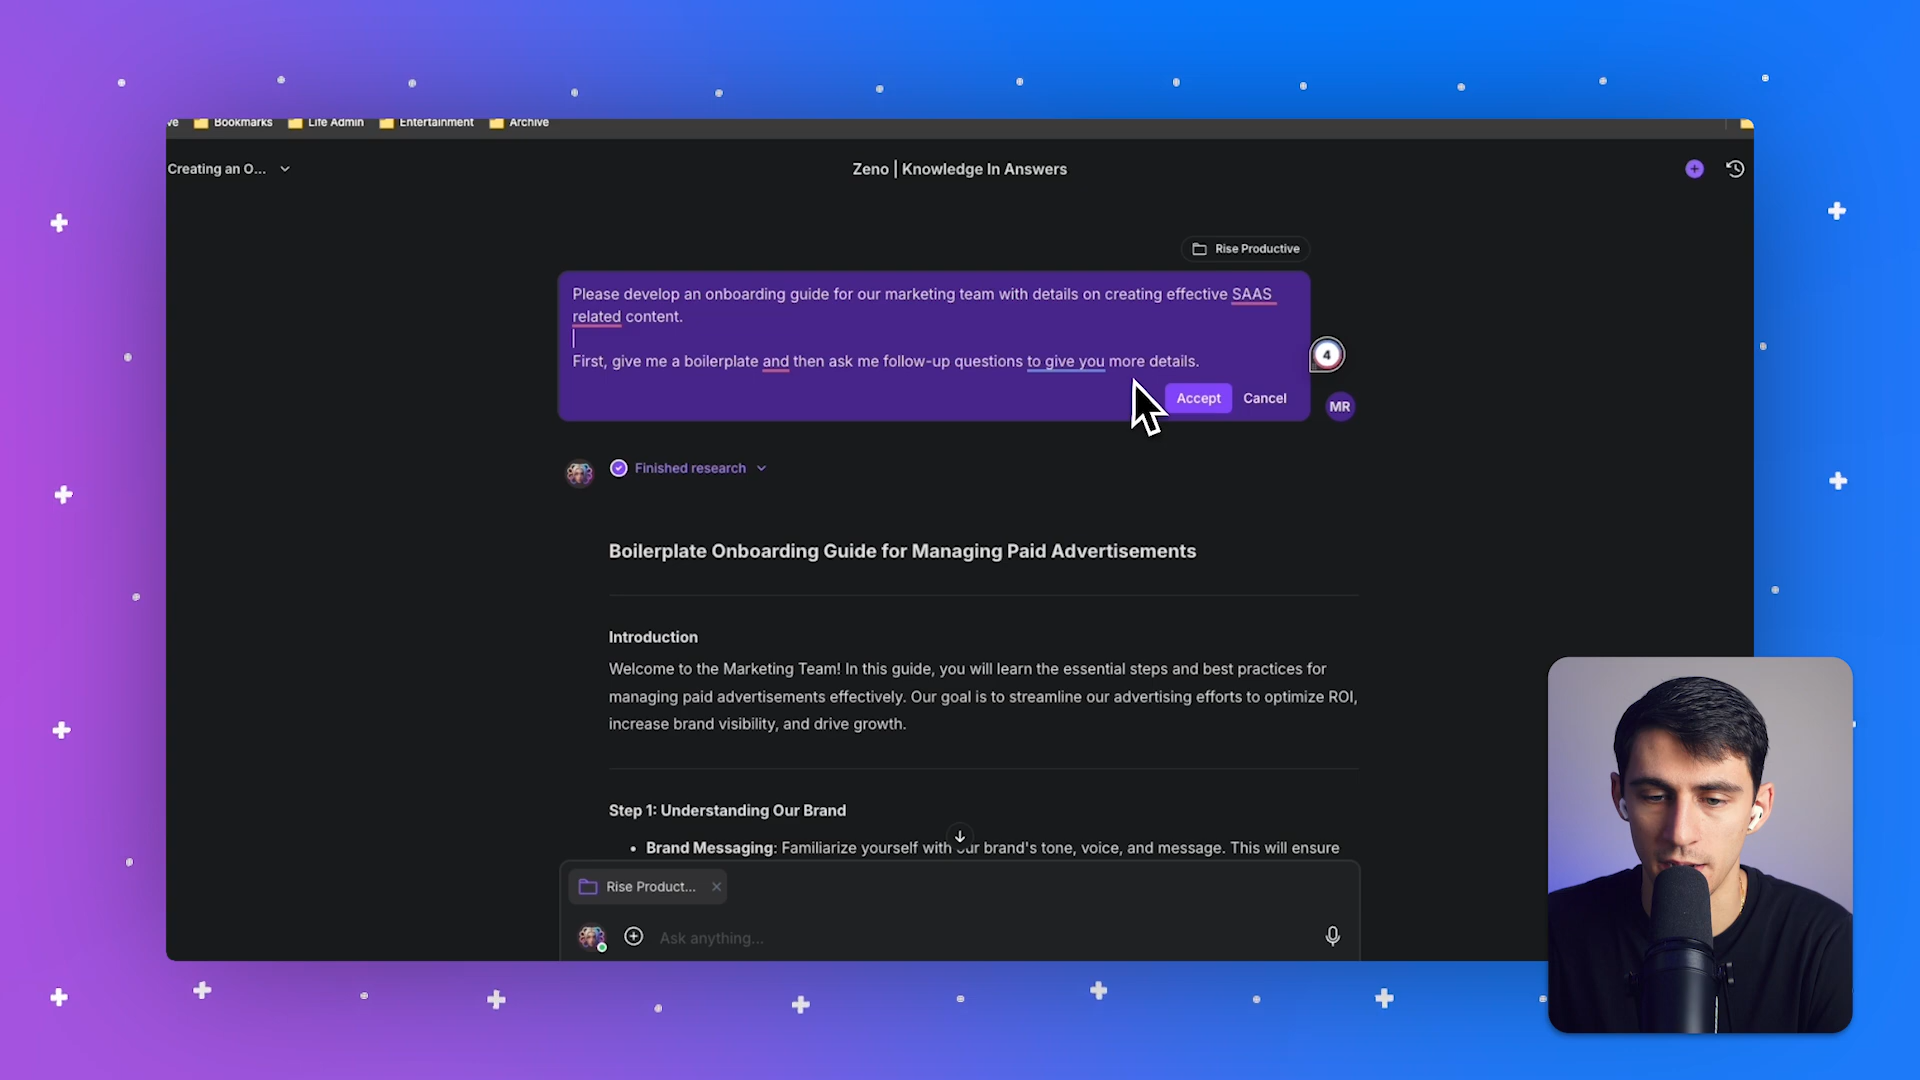 ve Bookmarks Life Admin Entertainment Archive
Creating an O...
Zeno | Knowledge In Answers
Rise Productive
Please develop an onboarding guide for our marketing team with details on creating effective SAAS
related content.
First, give me a boilerplate and then ask me follow-up questions to give you more details.
4
Accept Cancel
MR
Finished research
Boilerplate Onboarding Guide for Managing Paid Advertisements
Introduction
Welcome to the Marketing Team! In this guide, you will learn the essential steps and best practices for
managing paid advertisements effectively. Our goal is to streamline our advertising efforts to optimize ROI,
increase brand visibility, and drive growth.
Step 1: Understanding Our Brand
• Brand Messaging: Familiarize yourself with our brand's tone, voice, and message. This will ensure
Rise Product...
Ask anything...